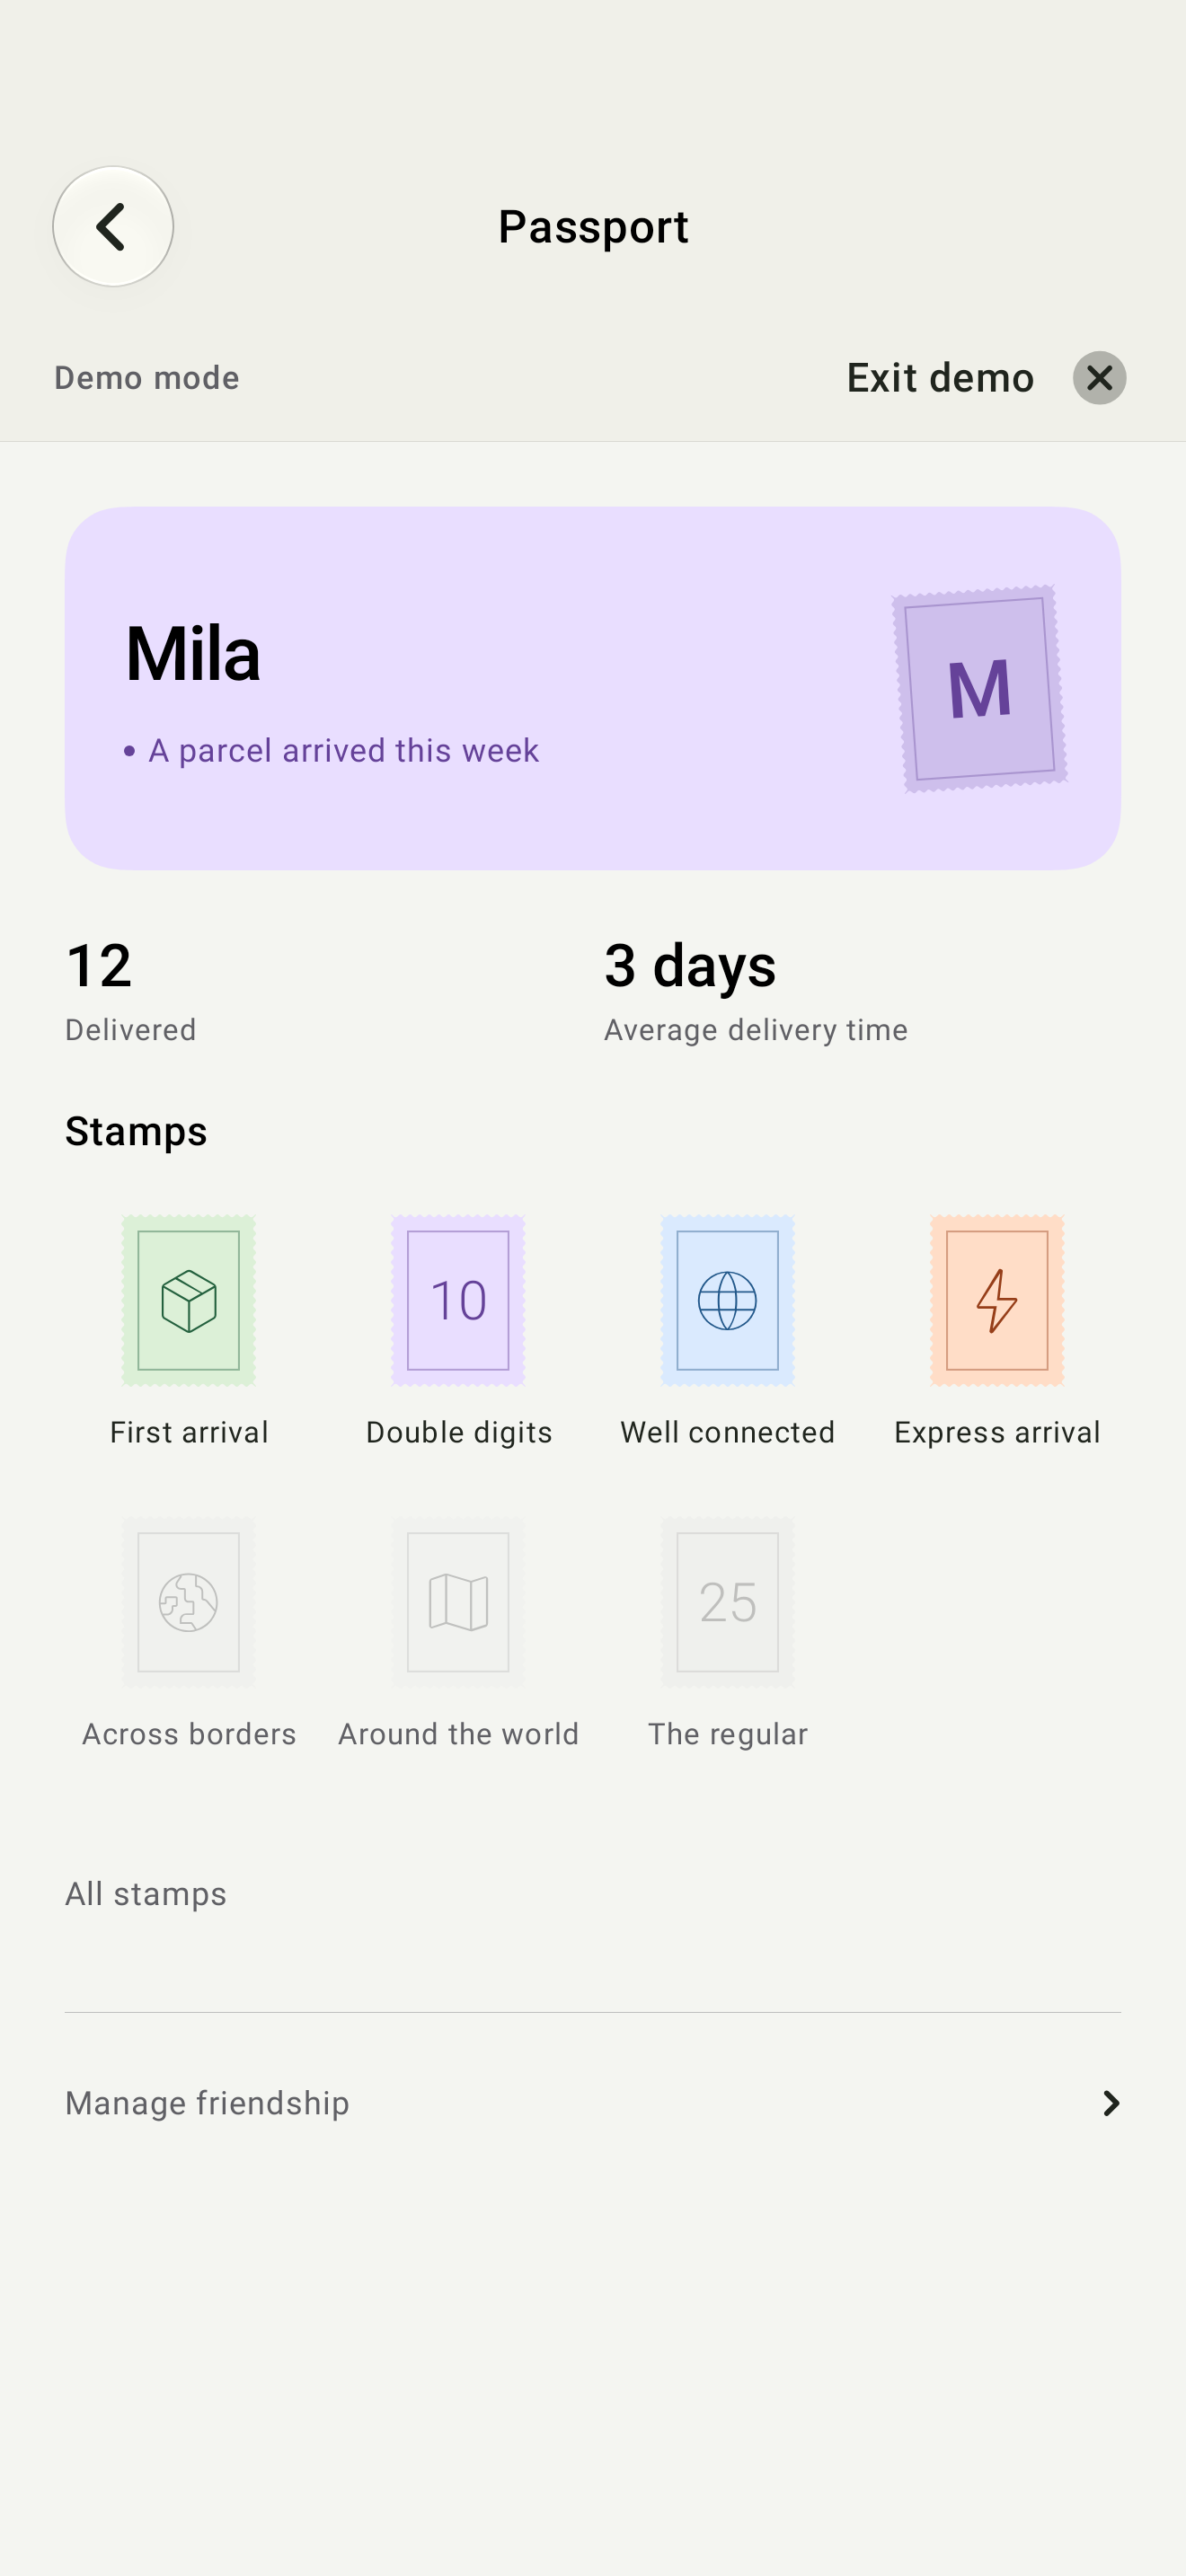 Passport
Demo mode
Exit demo
Mila
• A parcel arrived this week
M
12
3 days
Delivered
Average delivery time
Stamps
10
First arrival
Double digits
Well connected
Express arrival
25
Across borders
Around the world
The regular
All stamps
Manage friendship